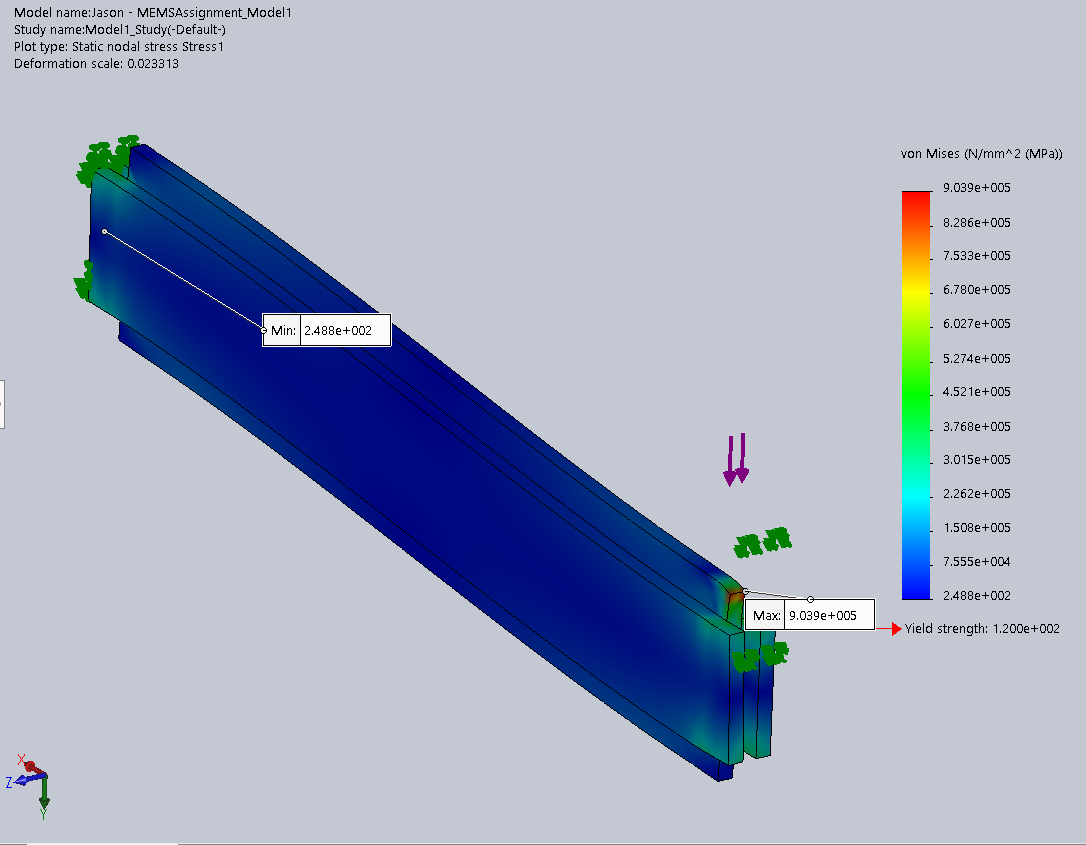 Model name:Jason - MEMSAssignment_Model1
Study name:Model1_Study(-Default-)
Plot type: Static nodal stress Stress1
Deformation scale: 0.023313
von Mises (N/mm^2 (MPa))
9.039e+005
8.286e+005
7.533e+005
6.780e+005
6.027e+005
5.274e+005
4.521e+005
3.768e+005
3.015e+005
2.262e+005
1.508e+005
7.555e+004
2.488e+002
Yield strength: 1.200e+002
Min: 2.488e+002
Max: 9.039e+005
X
Z
Y